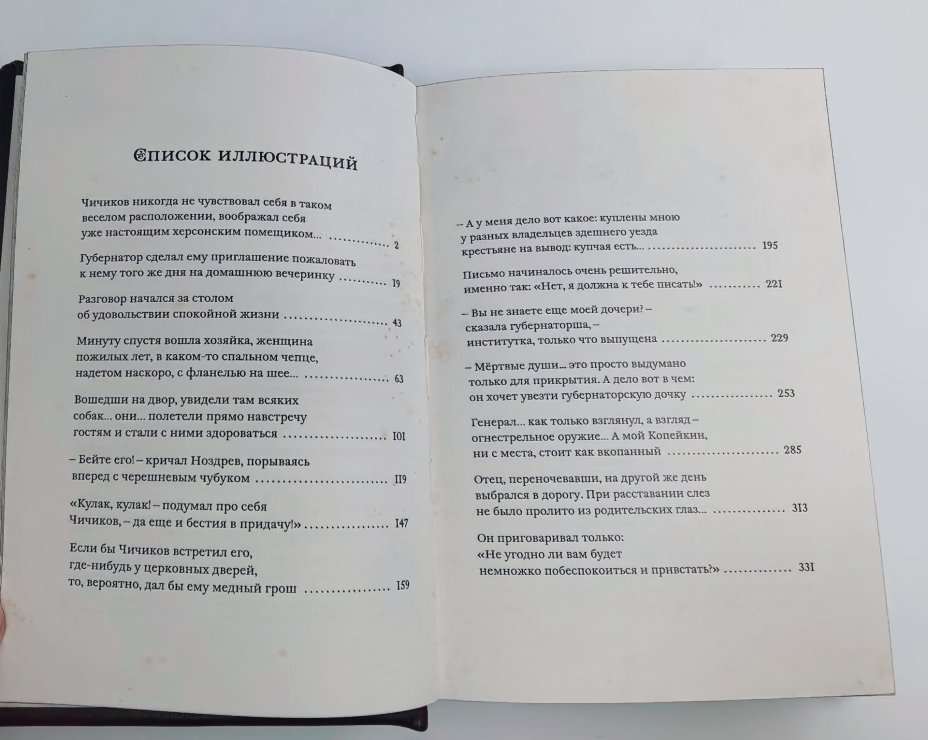 Список иллюстраций
Чичиков никогда не чувствовал себя в таком
веселом расположении, воображал себя
уже настоящим херсонским помещиком... 2
Губернатор сделал ему приглашение пожаловать
к нему того же дня на домашнюю вечеринку 19
Разговор начался за столом
об удовольствии спокойной жизни 43
Минуту спустя вошла хозяйка, женщина
пожилых лет, в каком-то спальном чепце,
надетом наскоро, с фланелью на шее... 63
Вошедши на двор, увидели там всяких
собак... они... полетели прямо навстречу
гостям и стали с ними здороваться 101
– Бейте его! – кричал Ноздрев, порываясь
вперед с черешневым чубуком 119
«Кулак, кулак! – подумал про себя
Чичиков, – да еще и бестия в придачу!» 147
Если бы Чичиков встретил его,
где-нибудь у церковных дверей,
то, вероятно, дал бы ему медный грош 159
– А у меня дело вот какое: куплены мною
у разных владельцев здешнего уезда
крестьяне на вывод: купчая есть... 195
Письмо начиналось очень решительно,
именно так: «Нет, я должна к тебе писать!» 221
– Вы не знаете еще моей дочери? –
сказала губернаторша, –
институтка, только что выпущена 229
– Мёртвые души... это просто выдумано
только для прикрытия. А дело вот в чем:
он хочет увезти губернаторскую дочку 253
Генерал... как только взглянул, а взгляд –
огнестрельное оружие... А мой Копейкин,
ни с места, стоит как вкопанный 285
Отец, переночевавши, на другой же день
выбрался в дорогу. При расставании слез
не было пролито из родительских глаз... 313
Он приговаривал только:
«Не угодно ли вам будет
немножко побеспокоиться и привстать?» 331